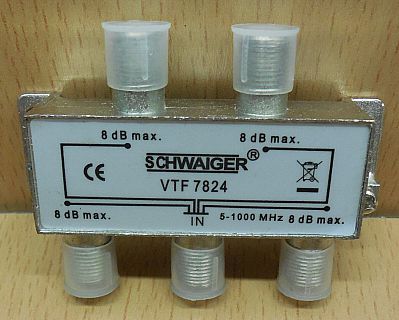 8 dB max. 8 dB max.
CE
SCHWAIGER®
VTF 7824
8 dB max. IN 5-1000 MHz 8 dB max.